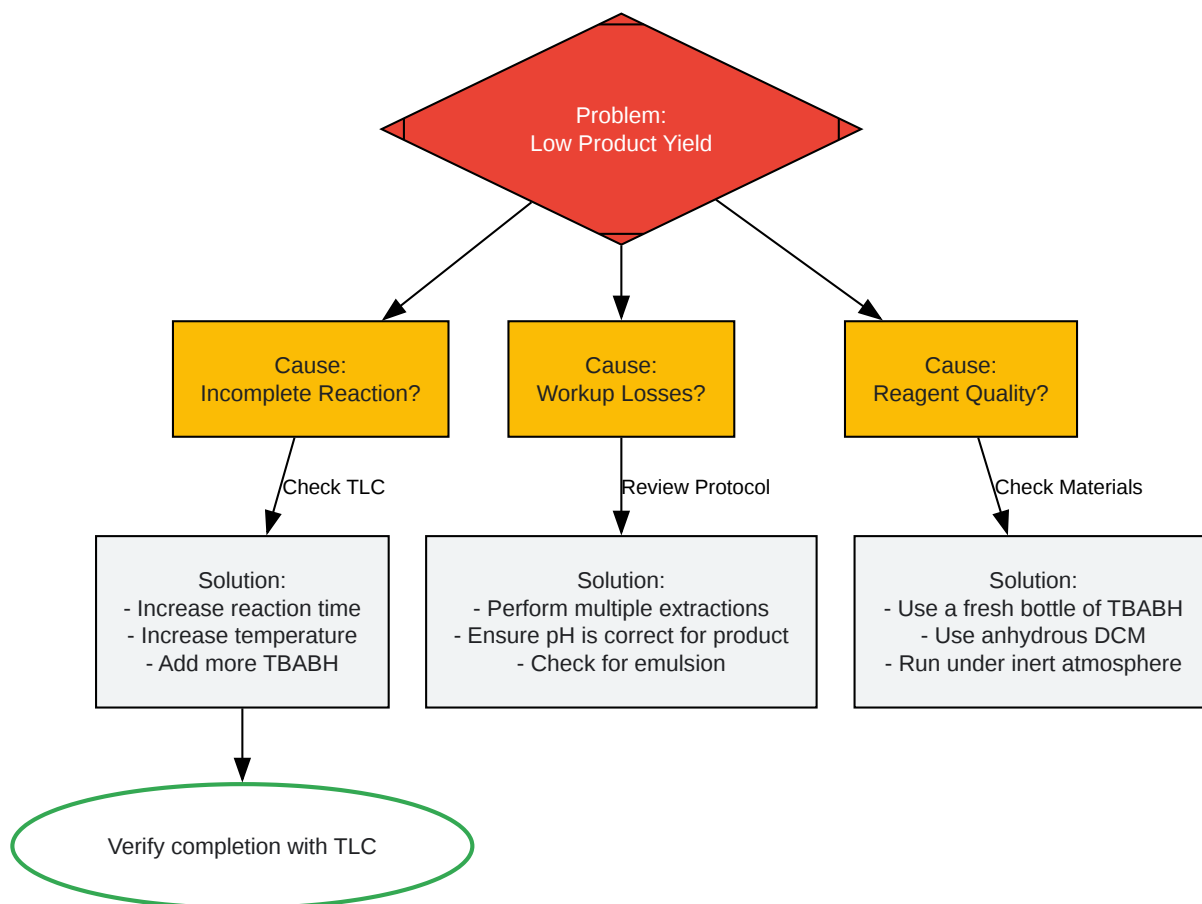 Problem:
Low Product Yield
Cause:
Incomplete Reaction?
Cause:
Workup Losses?
Cause:
Reagent Quality?
Check TLC
Review Protocol
Check Materials
Solution:
- Increase reaction time
- Increase temperature
- Add more TBABH
Solution:
- Perform multiple extractions
- Ensure pH is correct for product
- Check for emulsion
Solution:
- Use a fresh bottle of TBABH
- Use anhydrous DCM
- Run under inert atmosphere
Verify completion with TLC